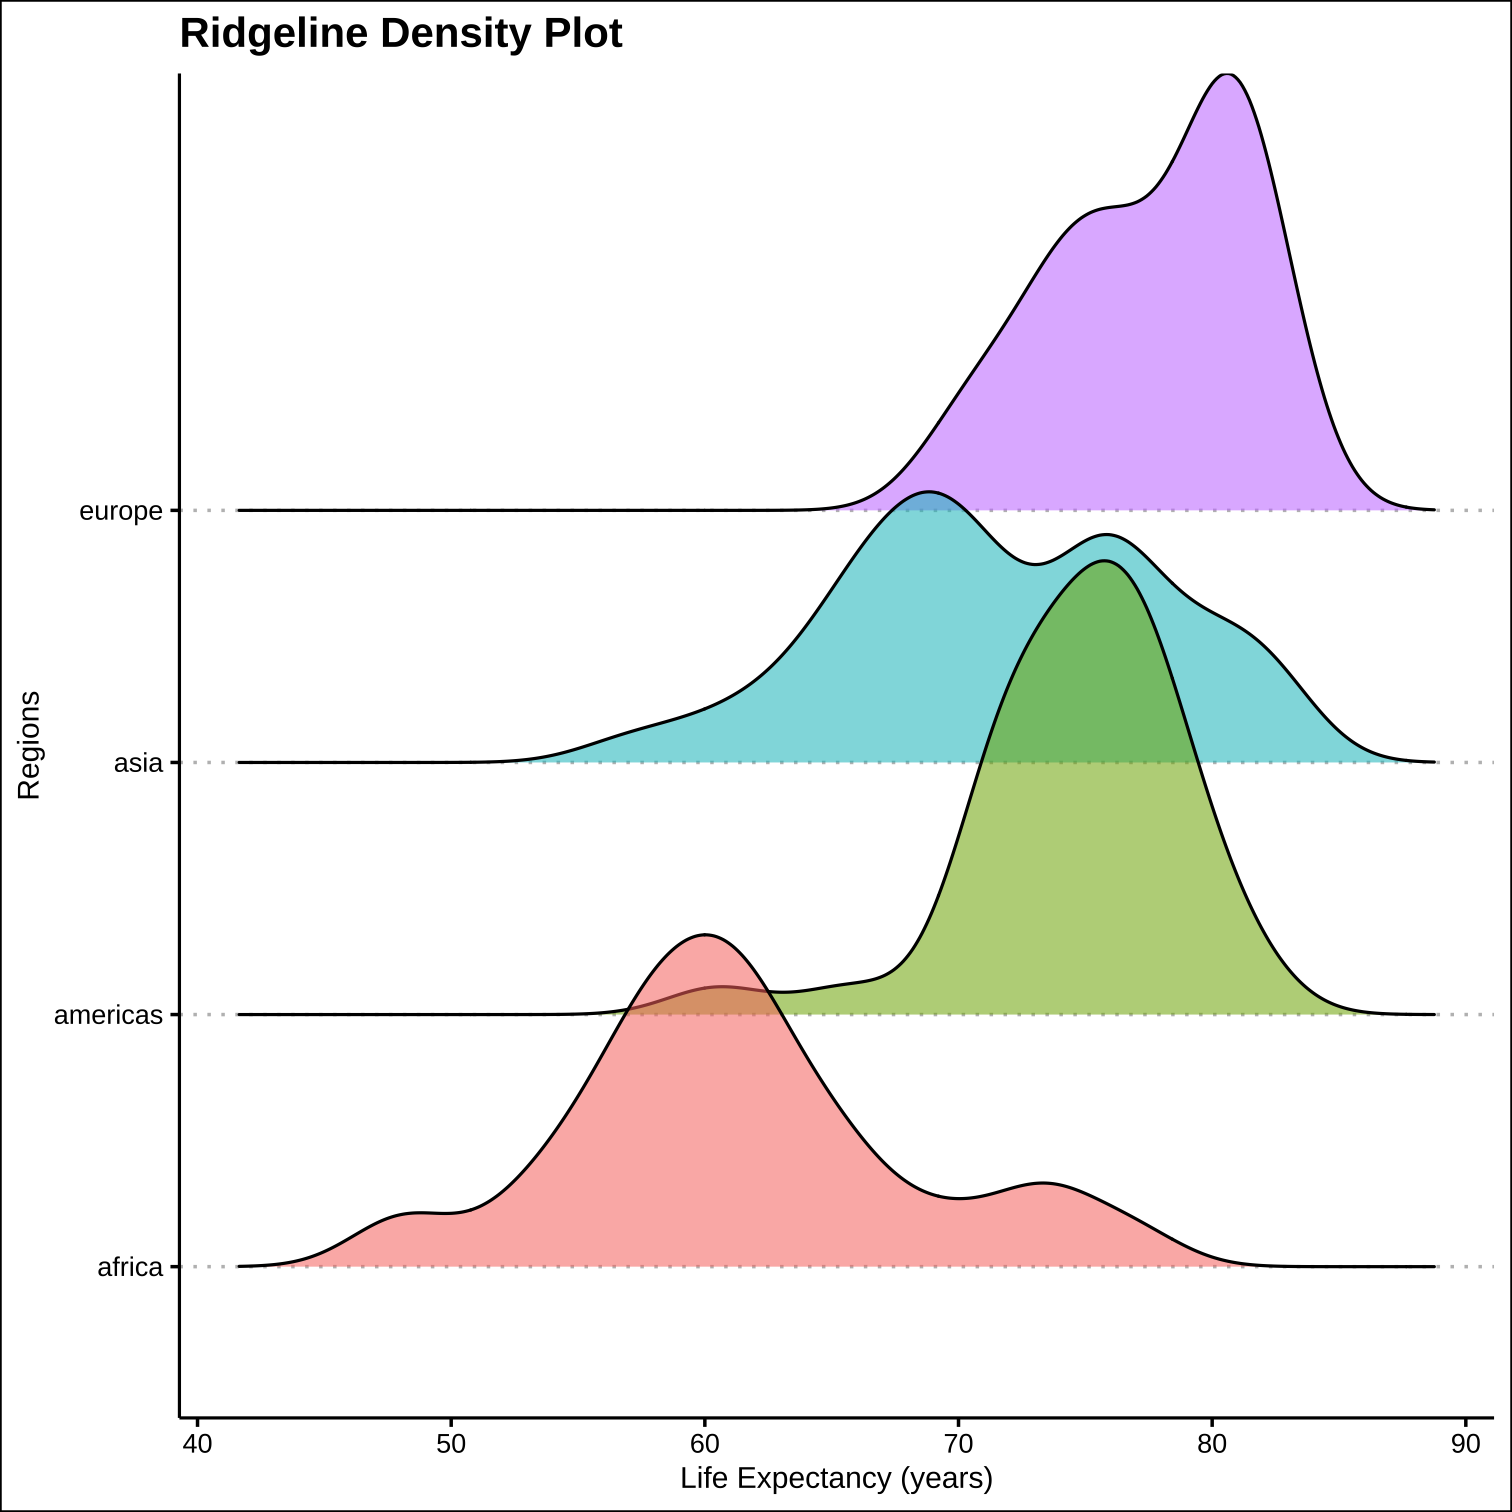 Ridgeline Density Plot
Regions
europe
asia
americas
africa
40 50 60 70 80 90
Life Expectancy (years)